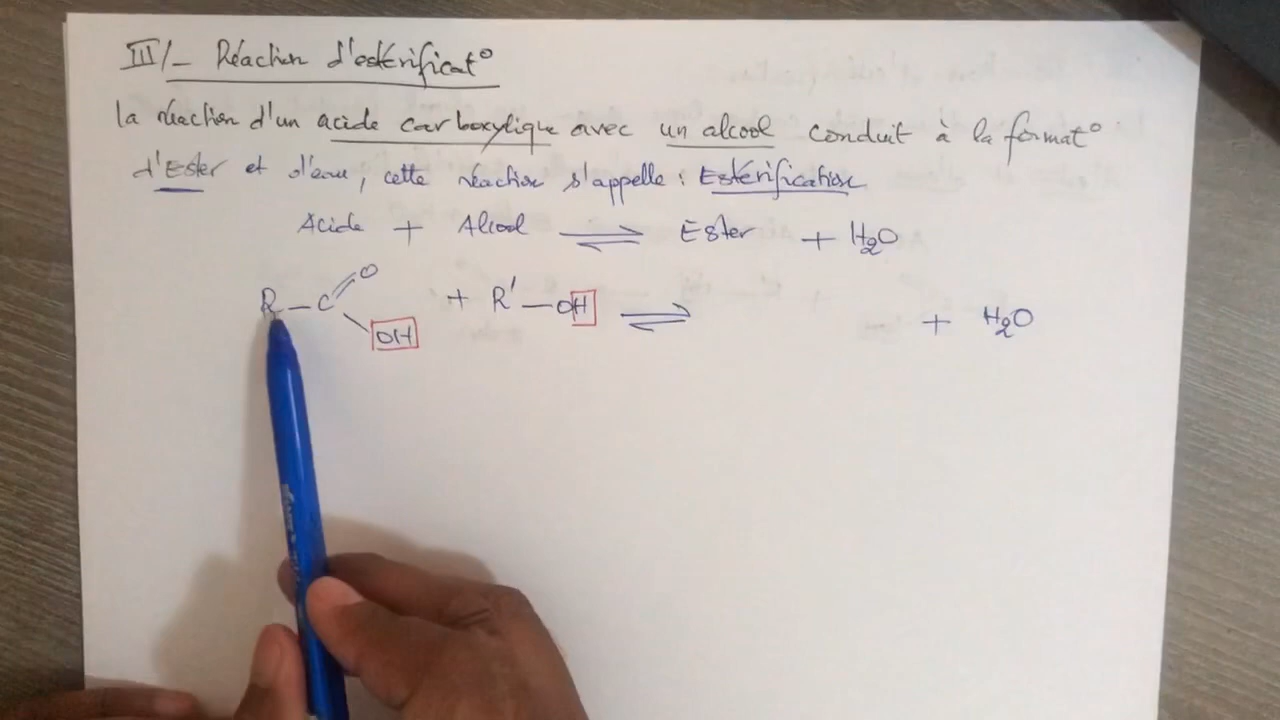 III/- Réaction d'estérificat°
la réaction d'un acide carboxylique avec un alcool conduit à la format°
d'Ester et d'eau, cette réaction s'appelle : Estérification
Acide + Alcool ⇌ Ester + H₂O
R-C=O OH + R'-OH ⇌ + H₂O